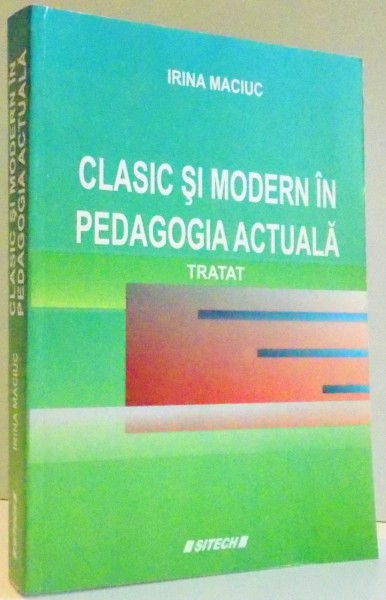 IRINA MACIUC
CLASIC ŞI MODERN ÎN
PEDAGOGIA ACTUALĂ
TRATAT
SITECH
CLASIC ŞI MODERN ÎN
PEDAGOGIA ACTUALĂ
IRINA MACIUC